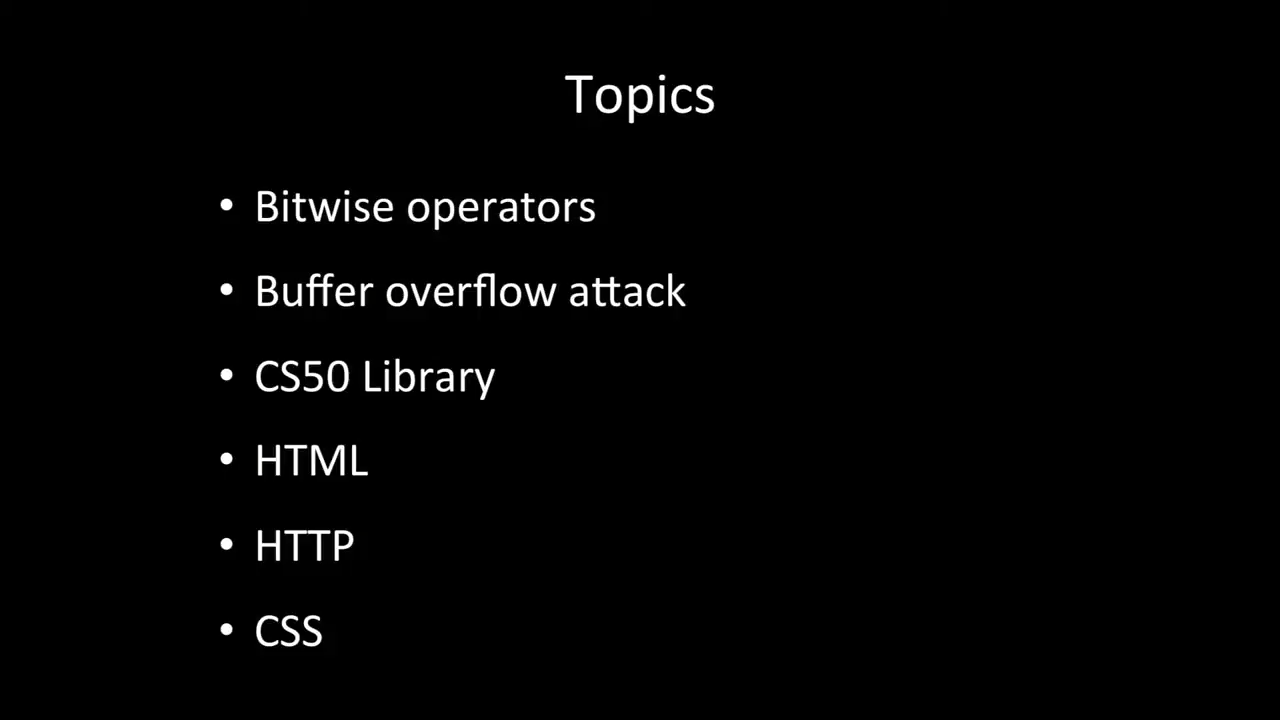 Topics
• Bitwise operators
• Buffer overflow attack
• CS50 Library
• HTML
• HTTP
• CSS